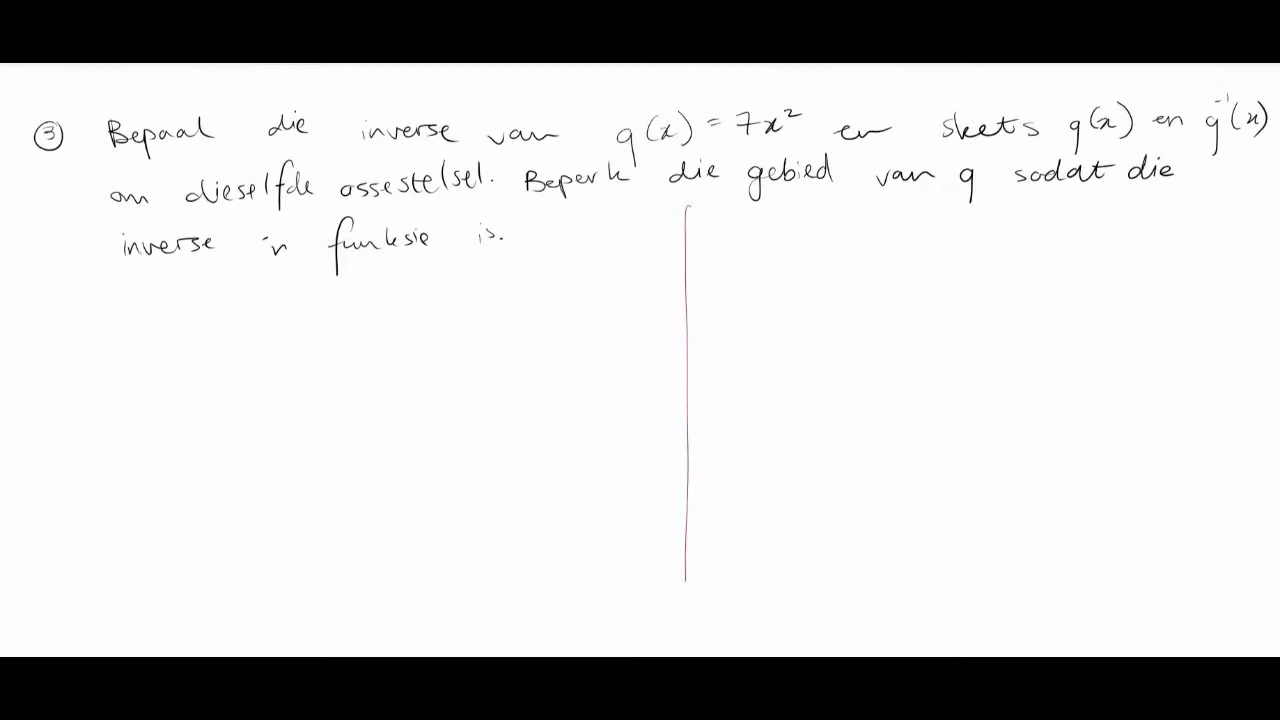 ③ Bepaal die inverse van q(x) = 7x² en skets q(x) en q⁻¹(x)
on dieselfde assestelsel. Beperk die gebied van q sodat die
inverse 'n funksie is.